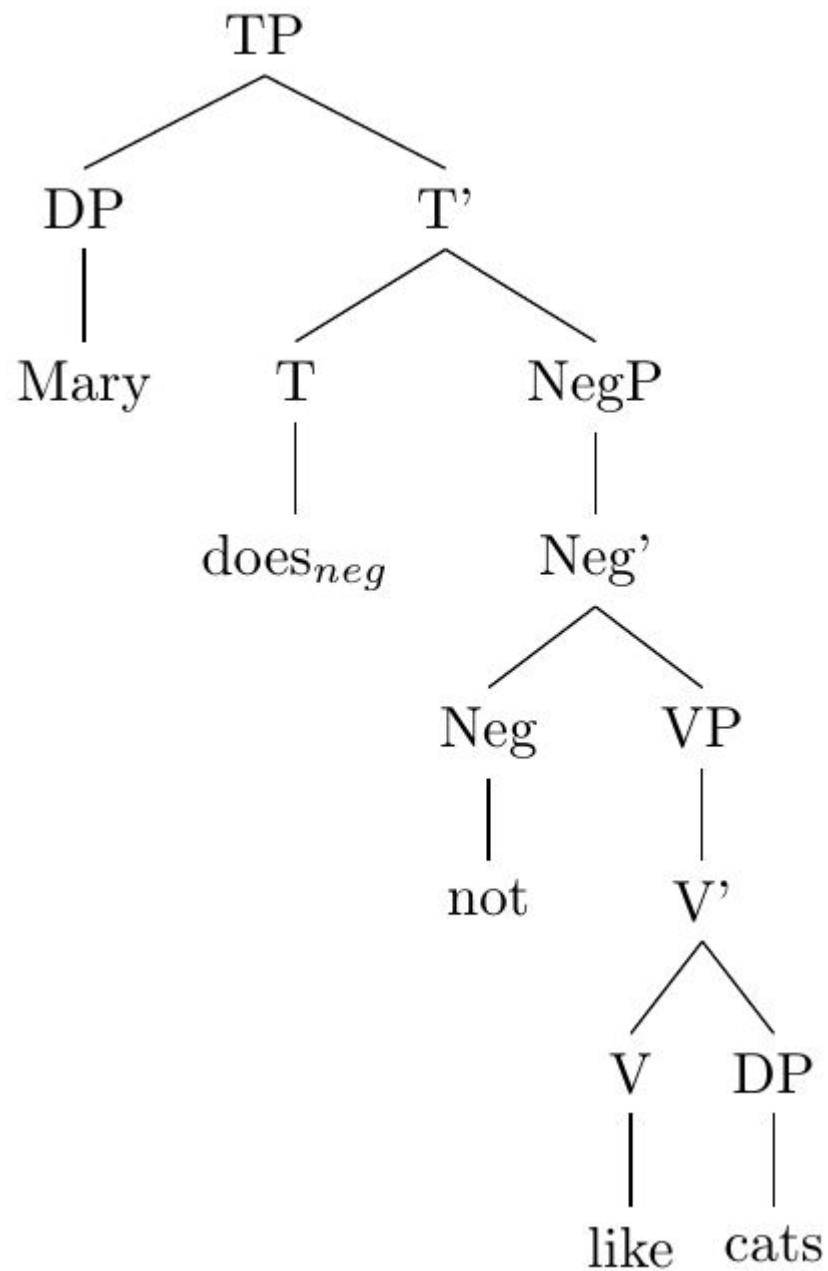 TP
DP T'
Mary T NegP
does_neg Neg'
Neg VP
not V'
V DP
like cats